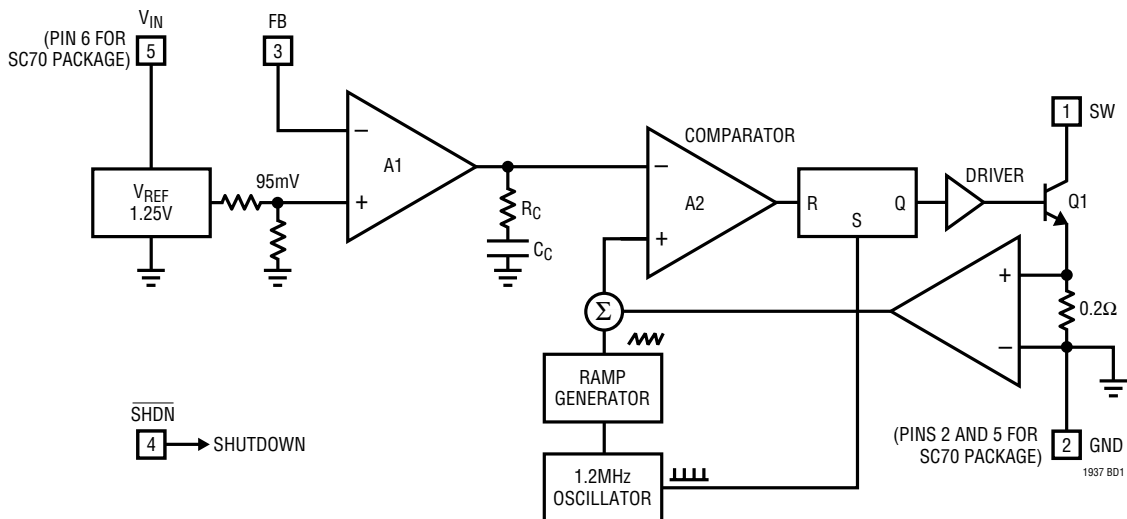 VIN
(PIN 6 FOR
SC70 PACKAGE)
5
FB
3
VREF
1.25V
95mV
−
+
A1
RC
CC
COMPARATOR
−
+
A2
R
S
Q
DRIVER
1
SW
Q1
+
−
0.2Ω
Σ
RAMP
GENERATOR
1.2MHz
OSCILLATOR
SHDN
4
SHUTDOWN
(PINS 2 AND 5 FOR
SC70 PACKAGE)
2
GND
1937 BD1